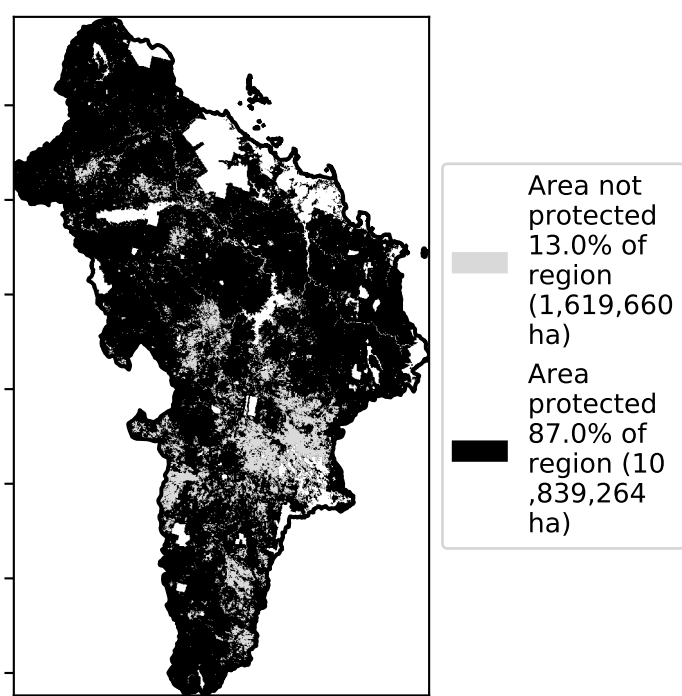 Area not
protected
13.0% of
region
(1,619,660
ha)
Area
protected
87.0% of
region (10
,839,264
ha)